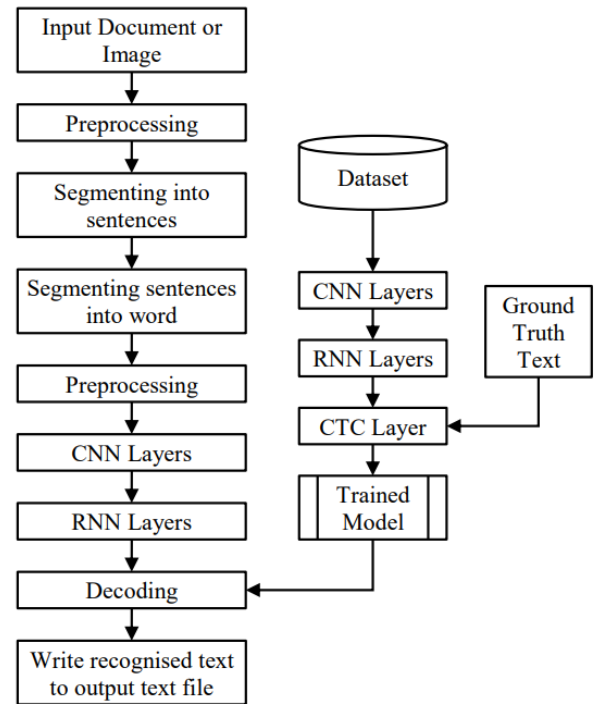 Input Document or
Image
Preprocessing
Segmenting into
sentences
Segmenting sentences
into word
Preprocessing
CNN Layers
RNN Layers
Decoding
Write recognised text
to output text file
Dataset
CNN Layers
RNN Layers
CTC Layer
Trained
Model
Ground
Truth
Text